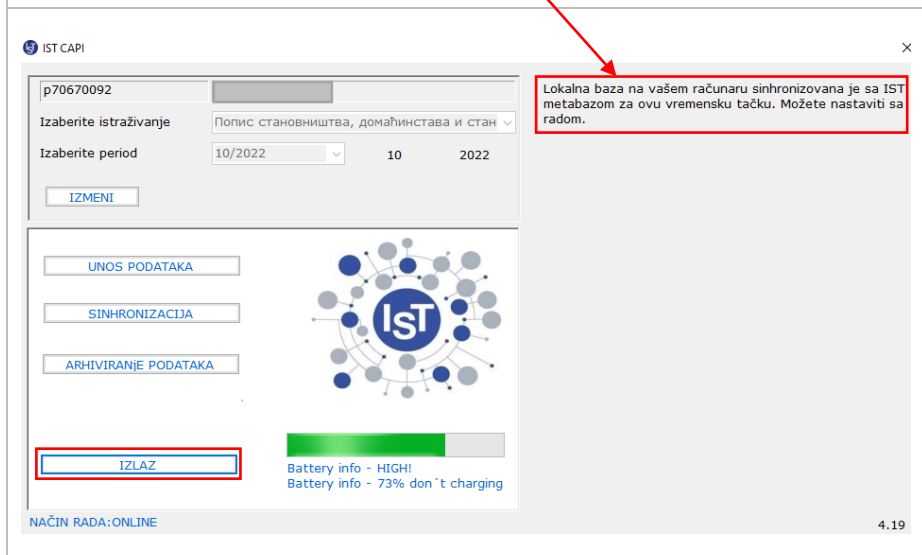 IST CAPI
p70670092
Izaberite istraživanje
Попис становништва, домаћинстава и стан
Izaberite period
10/2022
10
2022
IZMENI
Lokalna baza na vašem računaru sinhronizovana je sa IST
metabazom za ovu vremensku tačku. Možete nastaviti sa
radom.
UNOS PODATAKA
SINHRONIZACIJA
ARHIVIRANjE PODATAKA
IST
IZLAZ
Battery info - HIGH!
Battery info - 73% don´t charging
NAČIN RADA:ONLINE
4.19